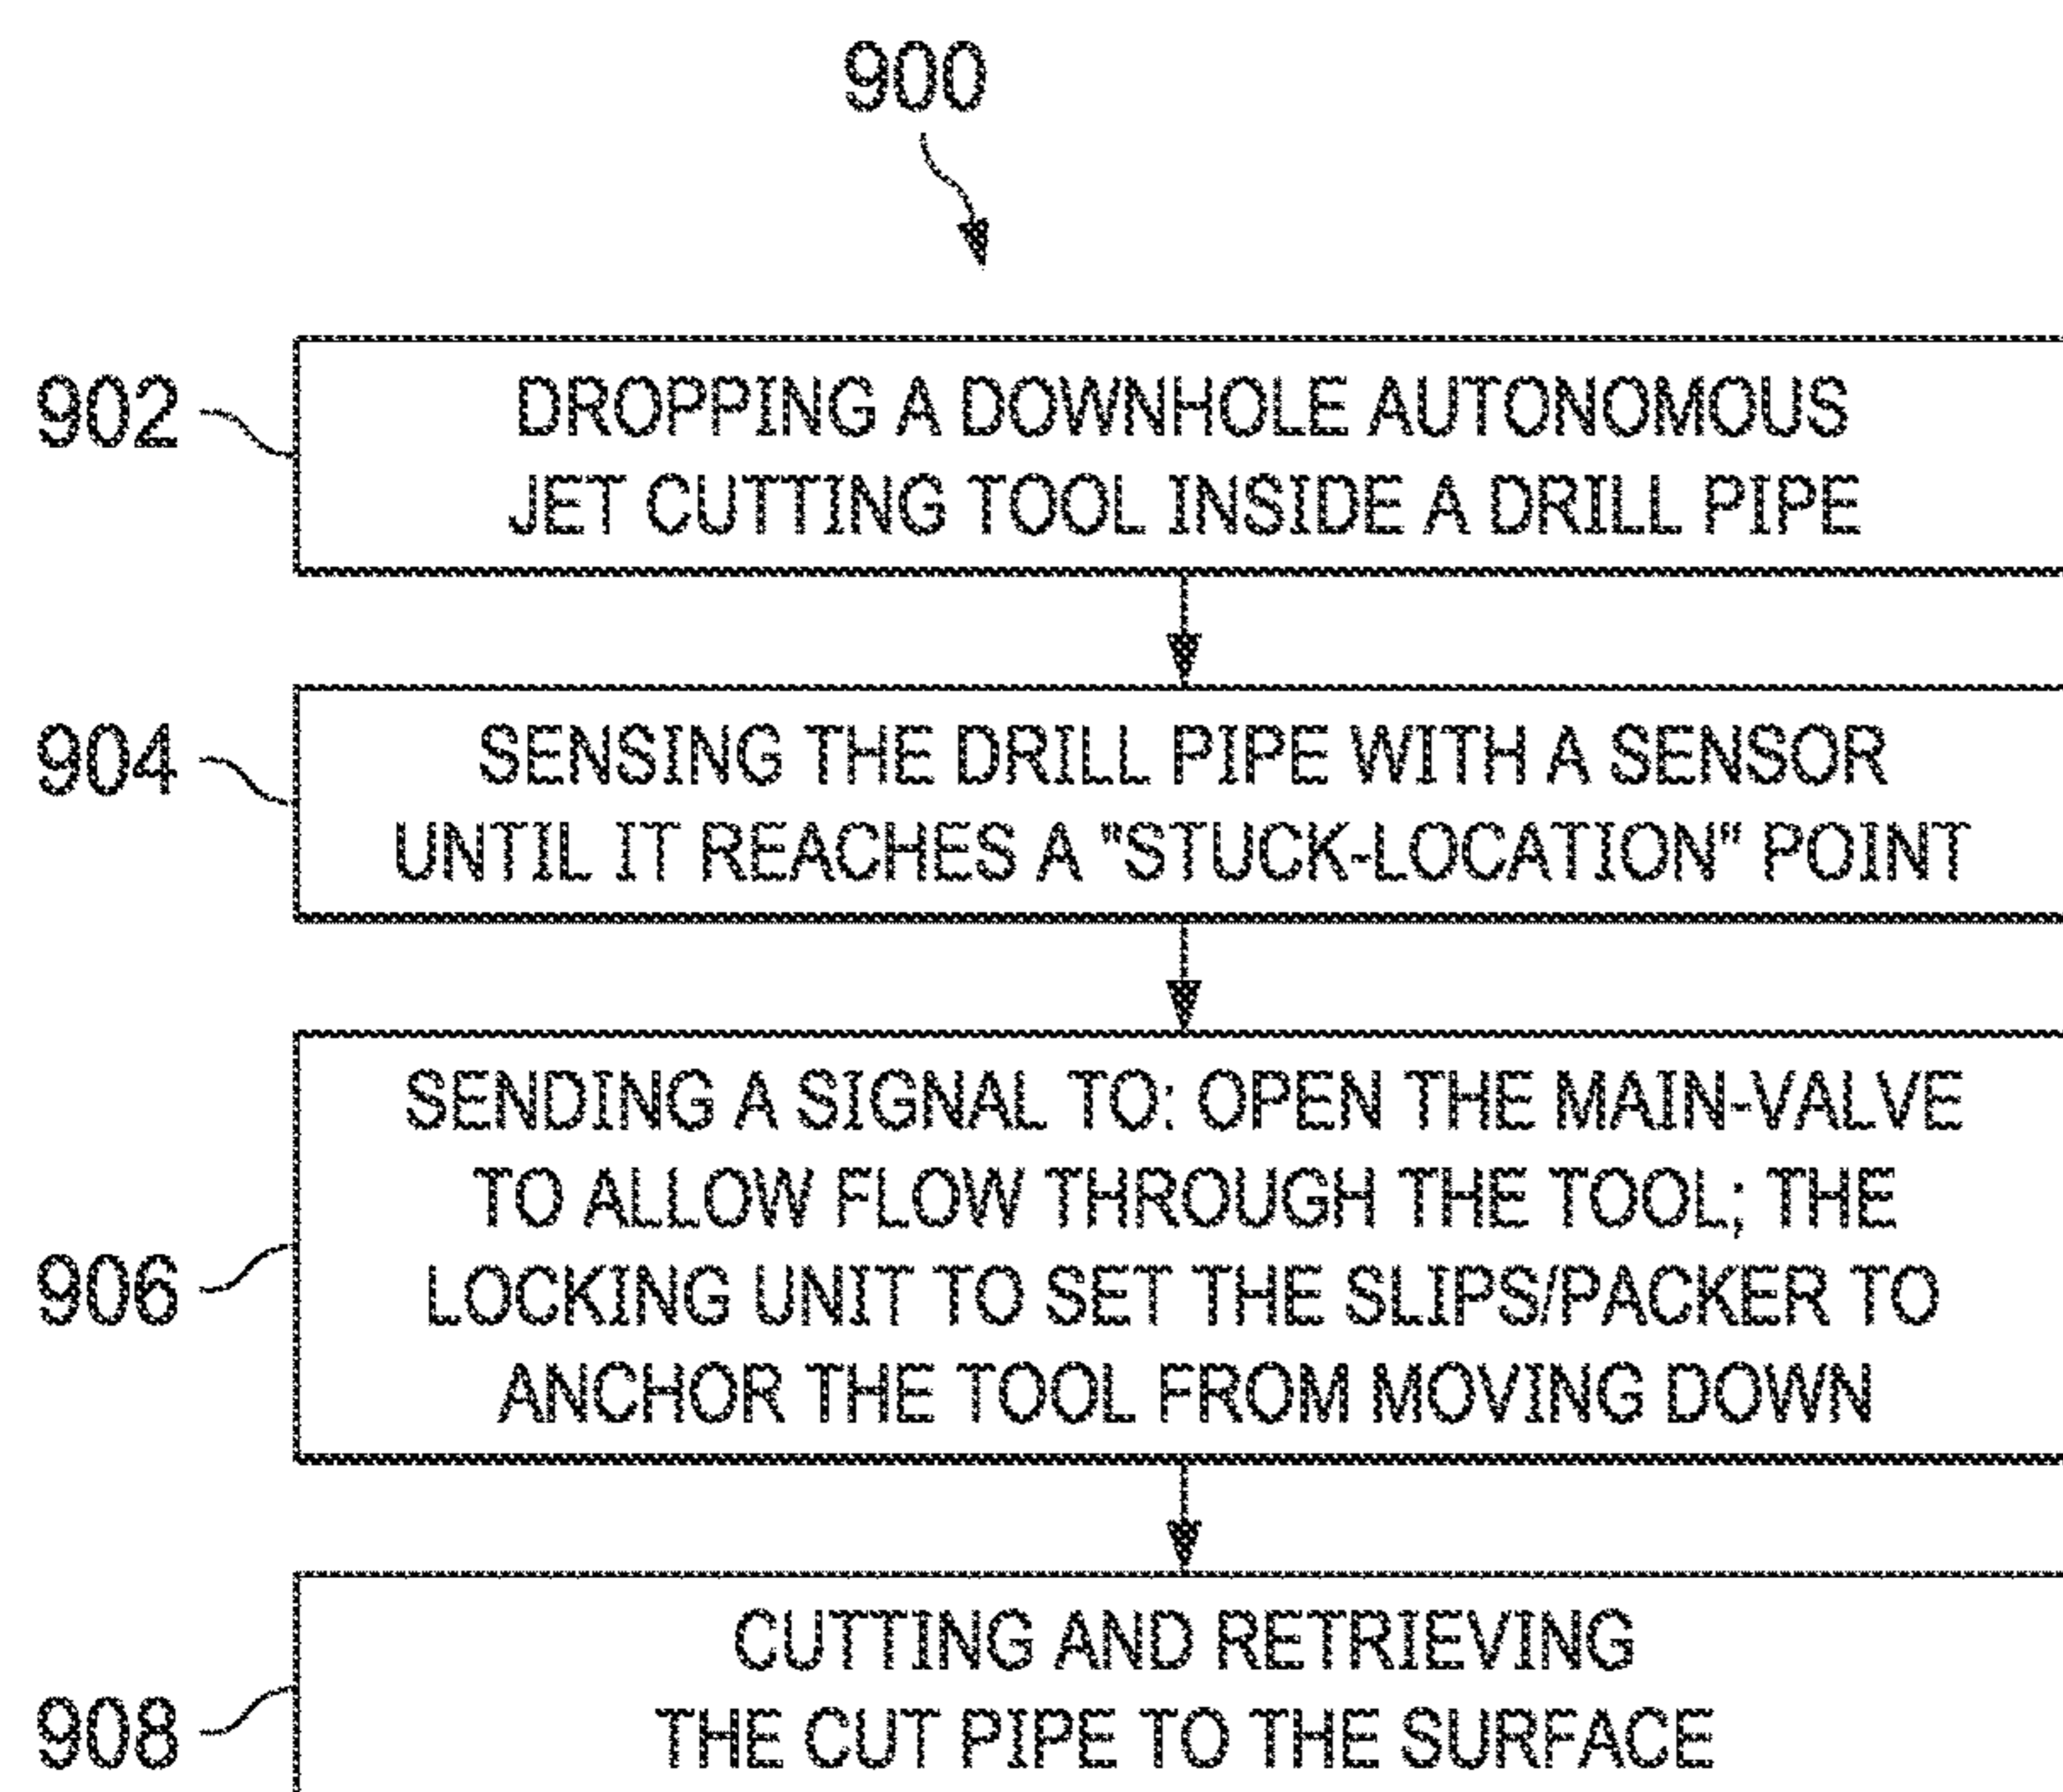 900
902
DROPPING A DOWNHOLE AUTONOMOUS
JET CUTTING TOOL INSIDE A DRILL PIPE
904
SENSING THE DRILL PIPE WITH A SENSOR
UNTIL IT REACHES A "STUCK-LOCATION" POINT
906
SENDING A SIGNAL TO: OPEN THE MAIN-VALVE
TO ALLOW FLOW THROUGH THE TOOL; THE
LOCKING UNIT TO SET THE SLIPS/PACKER TO
ANCHOR THE TOOL FROM MOVING DOWN
908
CUTTING AND RETRIEVING
THE CUT PIPE TO THE SURFACE